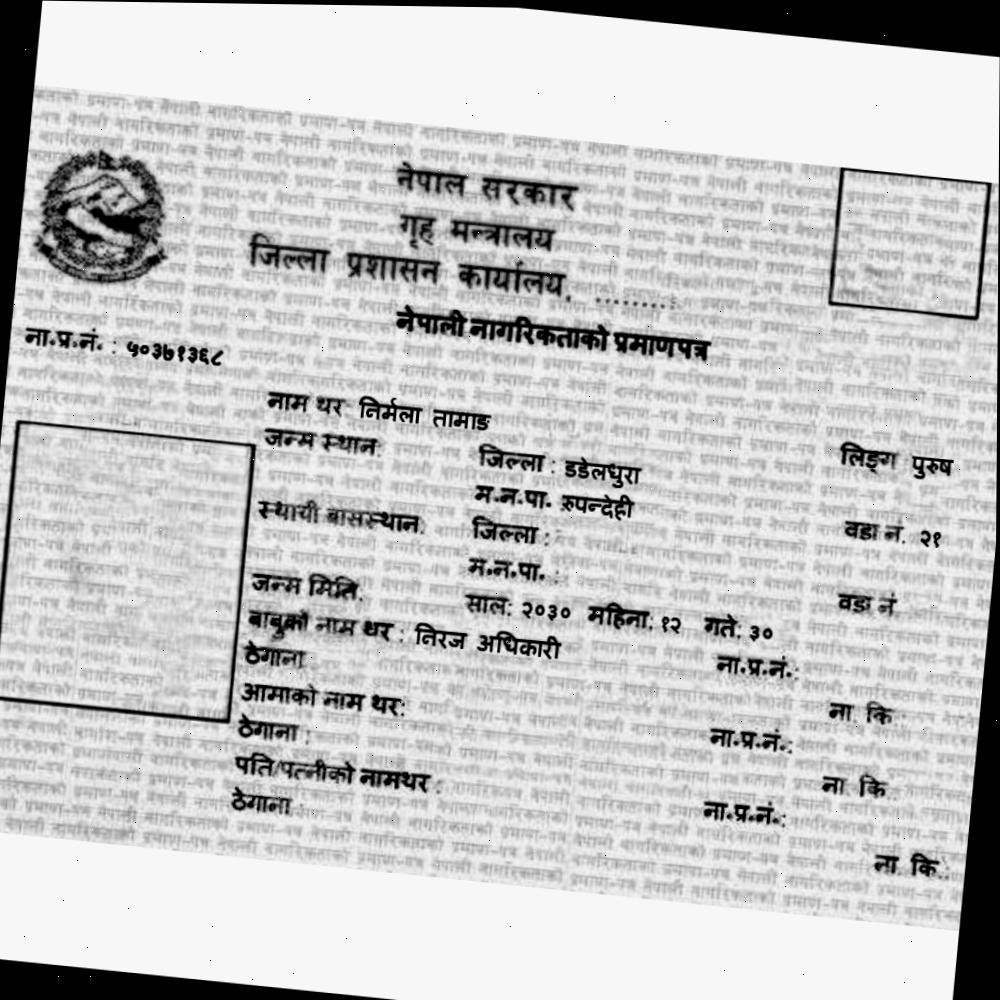 नेपाल सरकार
गृह मन्त्रालय
जिल्ला प्रशासन कार्यालय, .........
नेपाली नागरिकताको प्रमाणपत्र
ना.प्र.नं. : ५०३७१३६८
नाम थर: निर्मला तामाङ
लिङ्ग पुरुष
जन्म स्थान: जिल्ला : डडेलधुरा
म.न.पा. रुपन्देही वडा नं. २१
स्थायी बासस्थान: जिल्ला :
म.न.पा. : वडा नं
जन्म मिति: साल: २०३० महिना: १२ गते: ३०
बाबुको नाम थर : निरज अधिकारी ना.प्र.नं.:
ठेगाना : ना. कि :
आमाको नाम थर: ना.प्र.नं.:
ठेगाना : ना. कि :
पति/पत्नीको नामथर : ना.प्र.नं.:
ठेगाना : ना. कि.: